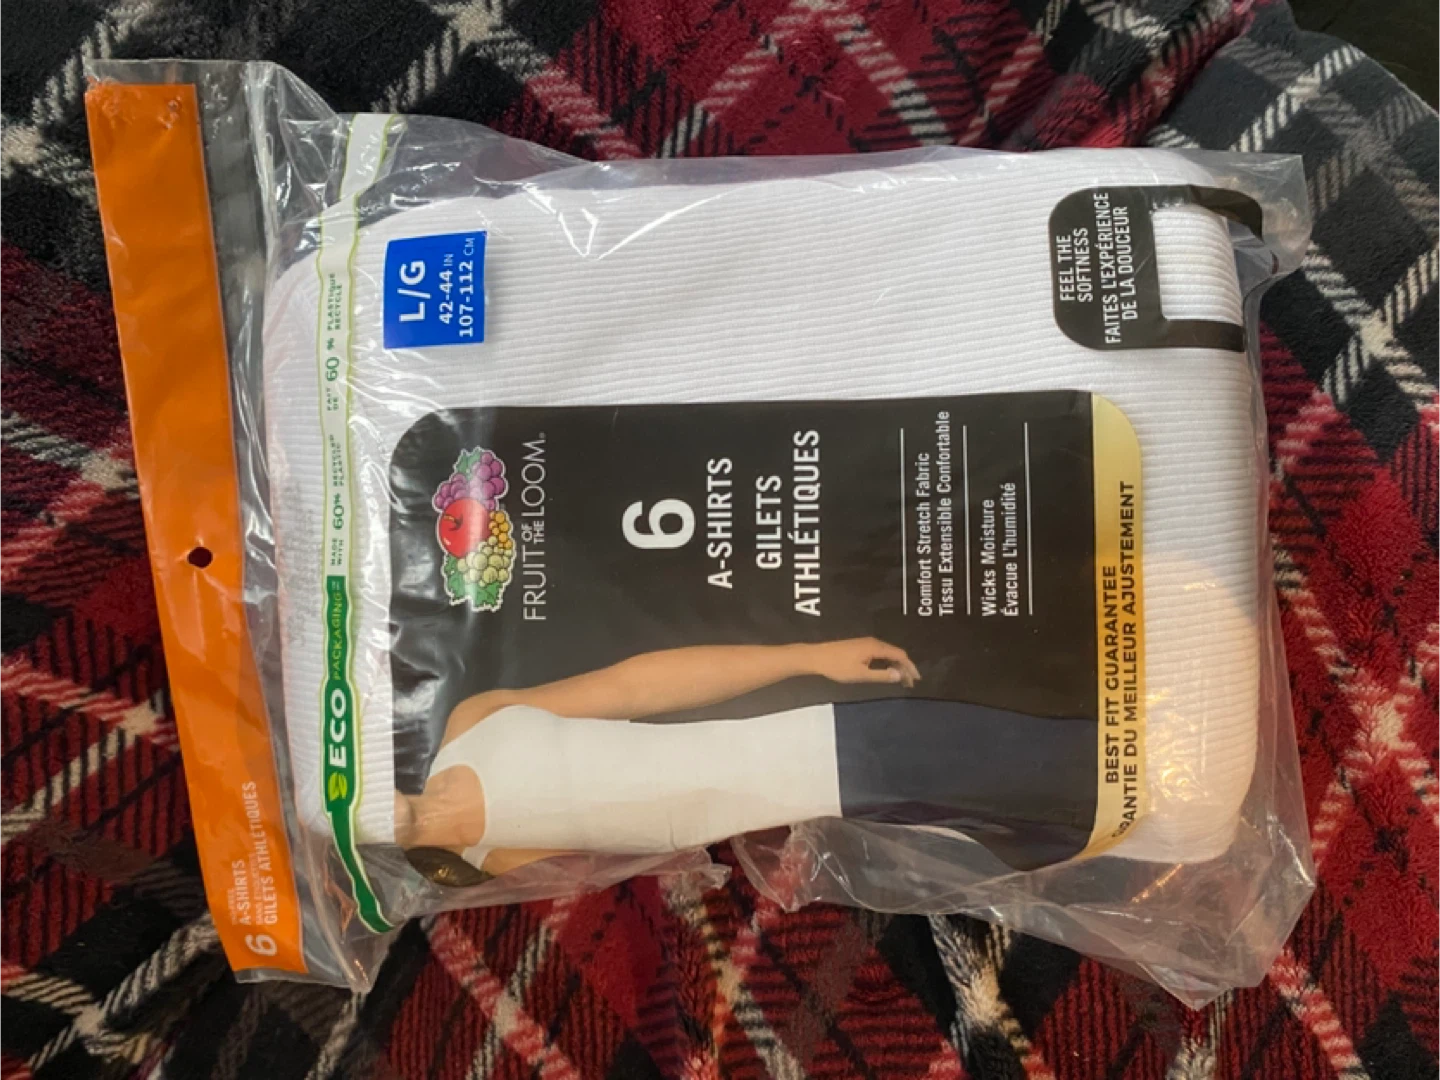 6
A-SHIRTS
GILETS ATHLÉTIQUES
ECO PACKAGING
MADE WITH 60% RECYCLED PLASTIC
FAIT DE 60 % PLASTIQUE RECYCLÉ
L/G
42-44 IN
107-112 CM
FRUIT OF THE LOOM®
6
A-SHIRTS
GILETS
ATHLÉTIQUES
Comfort Stretch Fabric
Tissu Extensible Confortable
Wicks Moisture
Évacue L'humidité
BEST FIT GUARANTEE
GARANTIE DU MEILLEUR AJUSTEMENT
FEEL THE
SOFTNESS
FAITES L'EXPÉRIENCE
DE LA DOUCEUR